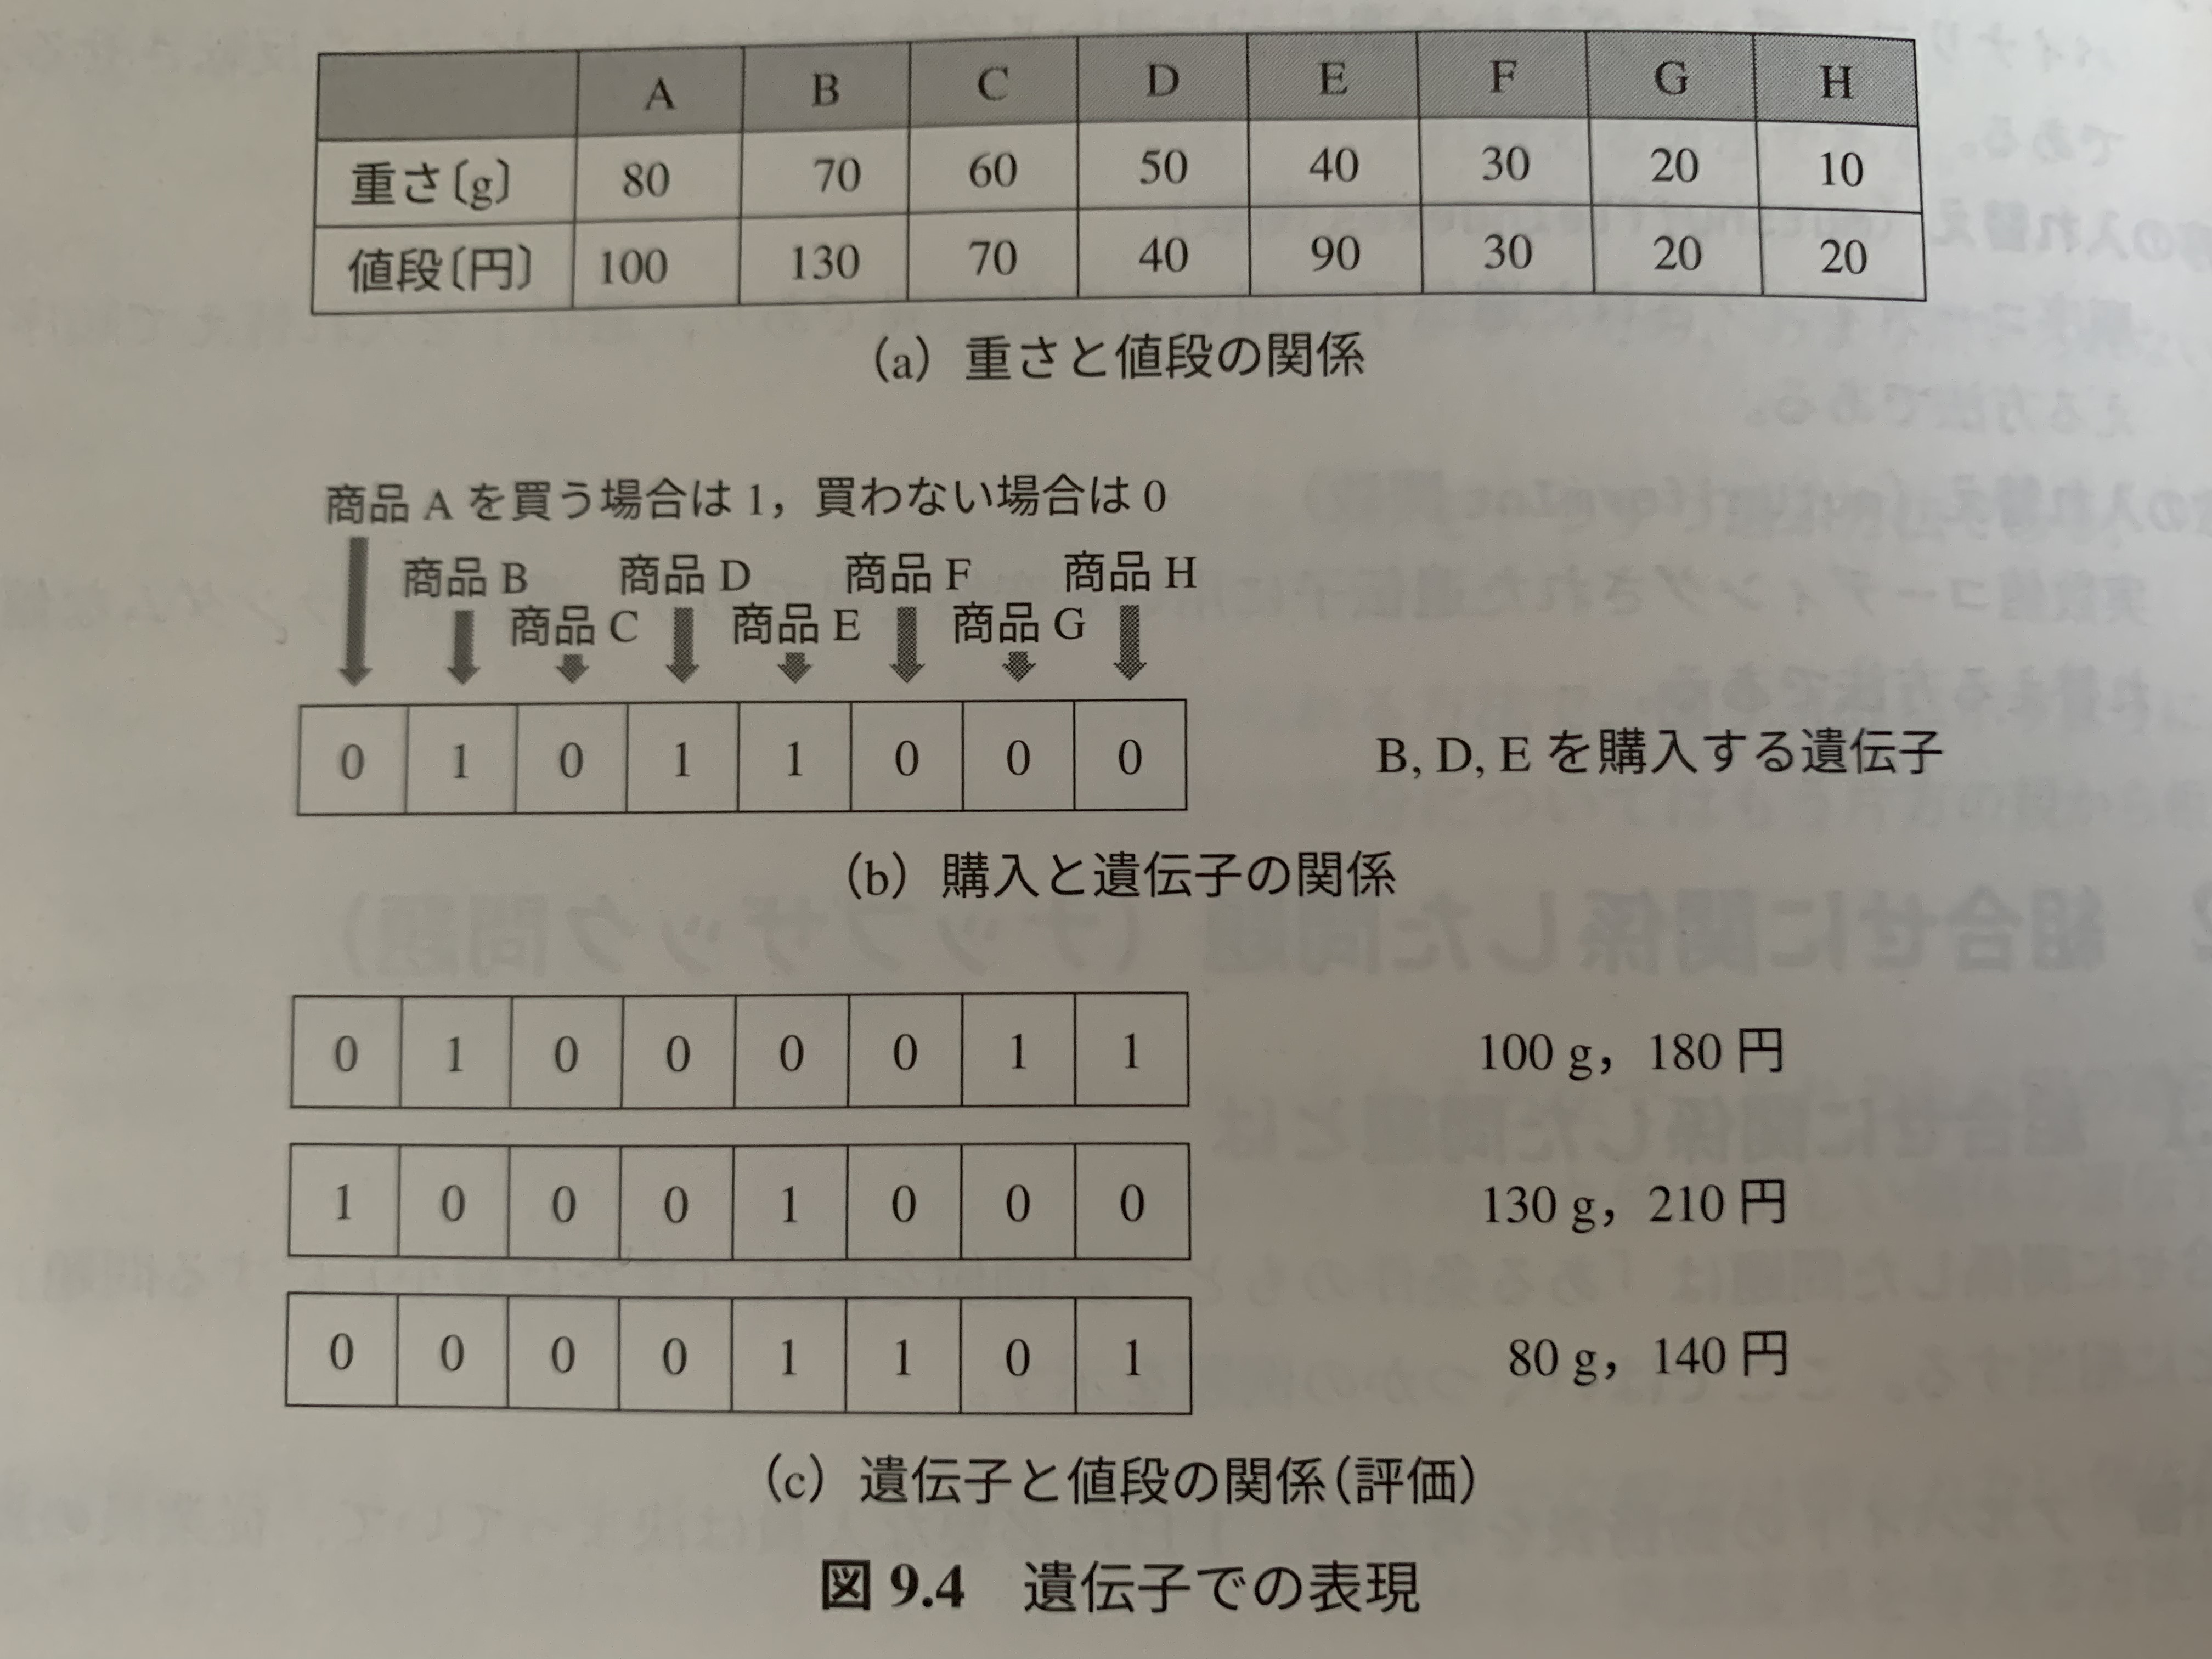 A B C D E F G H
重さ〔g〕 80 70 60 50 40 30 20 10
値段〔円〕 100 130 70 40 90 30 20 20
(a) 重さと値段の関係
商品 A を買う場合は 1，買わない場合は 0
商品 B 商品 D 商品 F 商品 H
商品 C 商品 E 商品 G
0 1 0 1 1 0 0 0 B, D, E を購入する遺伝子
(b) 購入と遺伝子の関係
0 1 0 0 0 0 1 1 100 g，180 円
1 0 0 0 1 0 0 0 130 g，210 円
0 0 0 0 1 1 0 1 80 g，140 円
(c) 遺伝子と値段の関係（評価）
図 9.4 遺伝子での表現